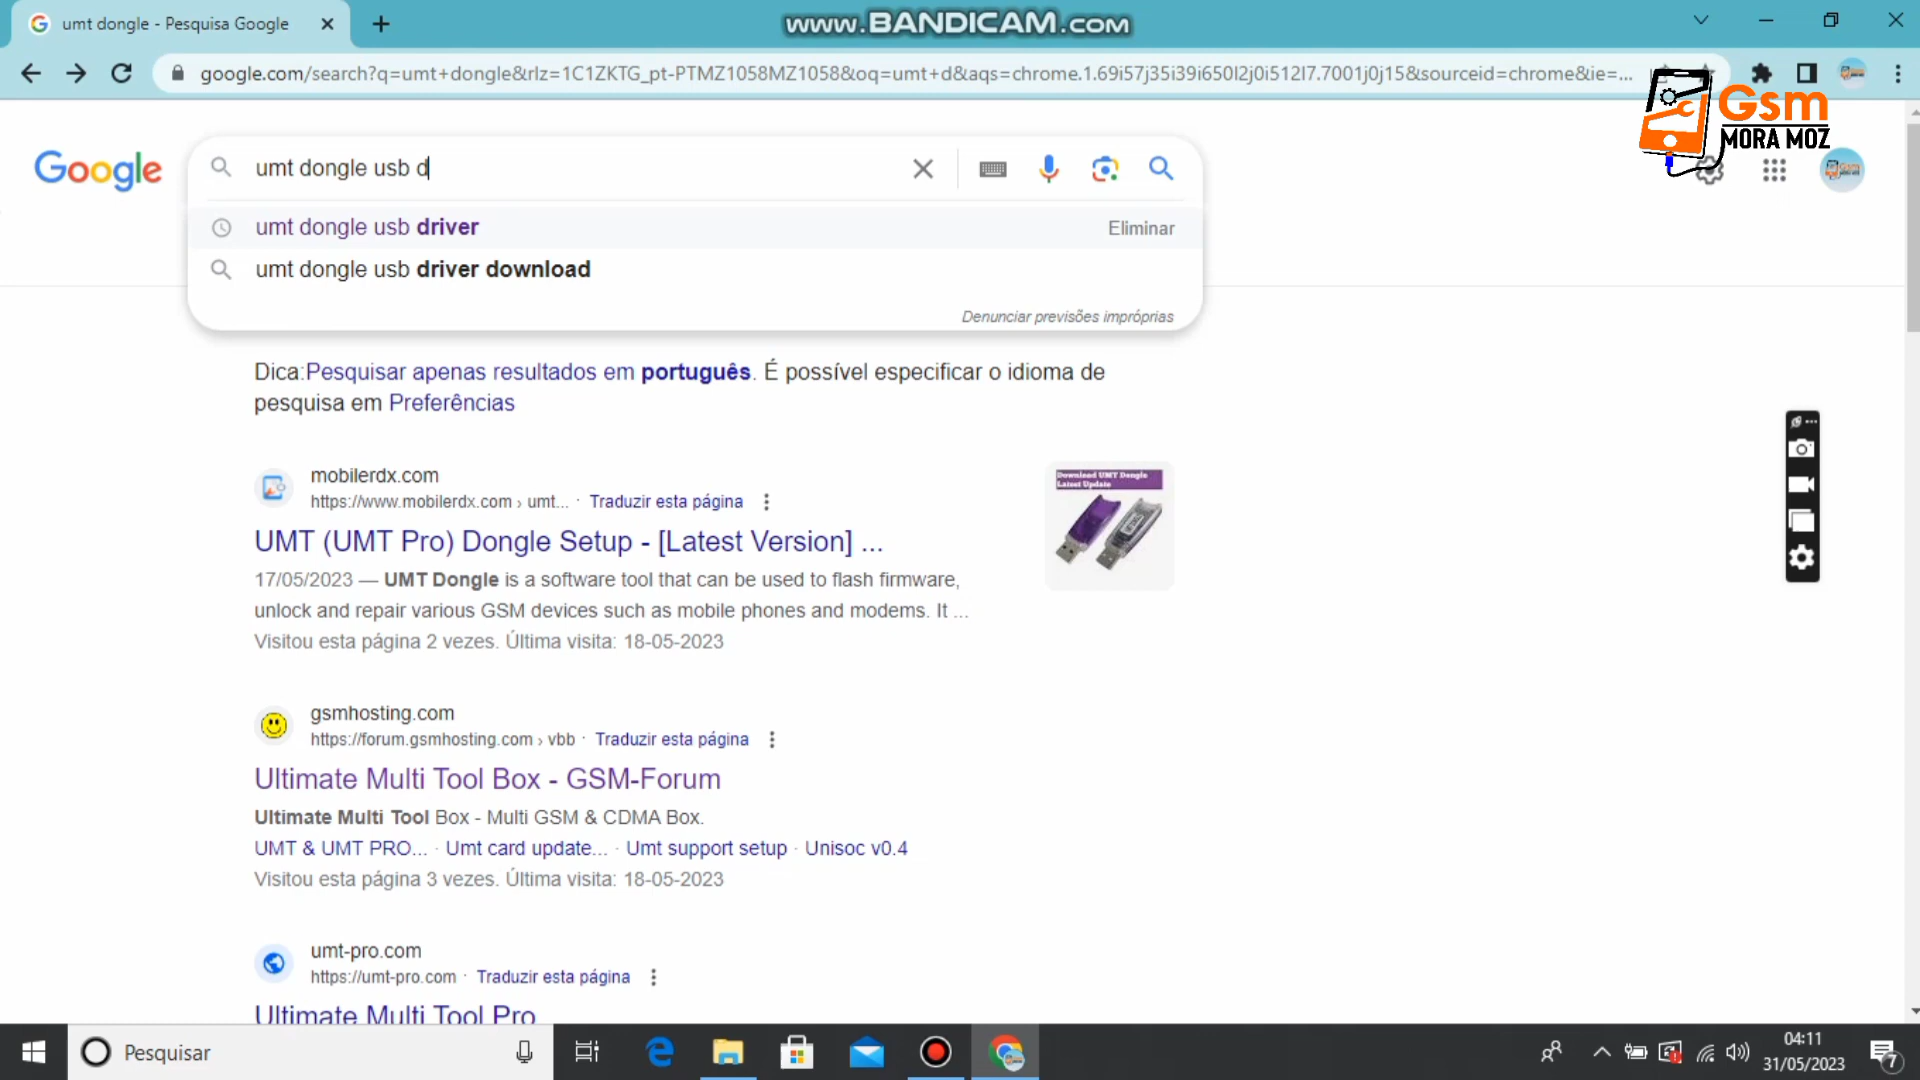 umt dongle - Pesquisa Google
www.BANDICAM.com
google.com/search?q=umt+dongle&rlz=1C1ZKTG_pt-PTMZ1058MZ1058&oq=umt+d&aqs=chrome.1.69i57j35i39i650l2j0i512l7.7001j0j15&sourceid=chrome&ie=...
Gsm
MORA MOZ
Google
umt dongle usb d
umt dongle usb driver
Eliminar
umt dongle usb driver download
Denunciar previsões impróprias
Dica:Pesquisar apenas resultados em português. É possível especificar o idioma de
pesquisa em Preferências
mobilerdx.com
https://www.mobilerdx.com › umt... · Traduzir esta página
UMT (UMT Pro) Dongle Setup - [Latest Version] ...
17/05/2023 — UMT Dongle is a software tool that can be used to flash firmware,
unlock and repair various GSM devices such as mobile phones and modems. It ...
Visitou esta página 2 vezes. Última visita: 18-05-2023
Download UMT Dongle
Latest Update
gsmhosting.com
https://forum.gsmhosting.com › vbb · Traduzir esta página
Ultimate Multi Tool Box - GSM-Forum
Ultimate Multi Tool Box - Multi GSM & CDMA Box.
UMT & UMT PRO... · Umt card update... · Umt support setup · Unisoc v0.4
Visitou esta página 3 vezes. Última visita: 18-05-2023
umt-pro.com
https://umt-pro.com · Traduzir esta página
Ultimate Multi Tool Pro
Pesquisar
04:11
31/05/2023
7